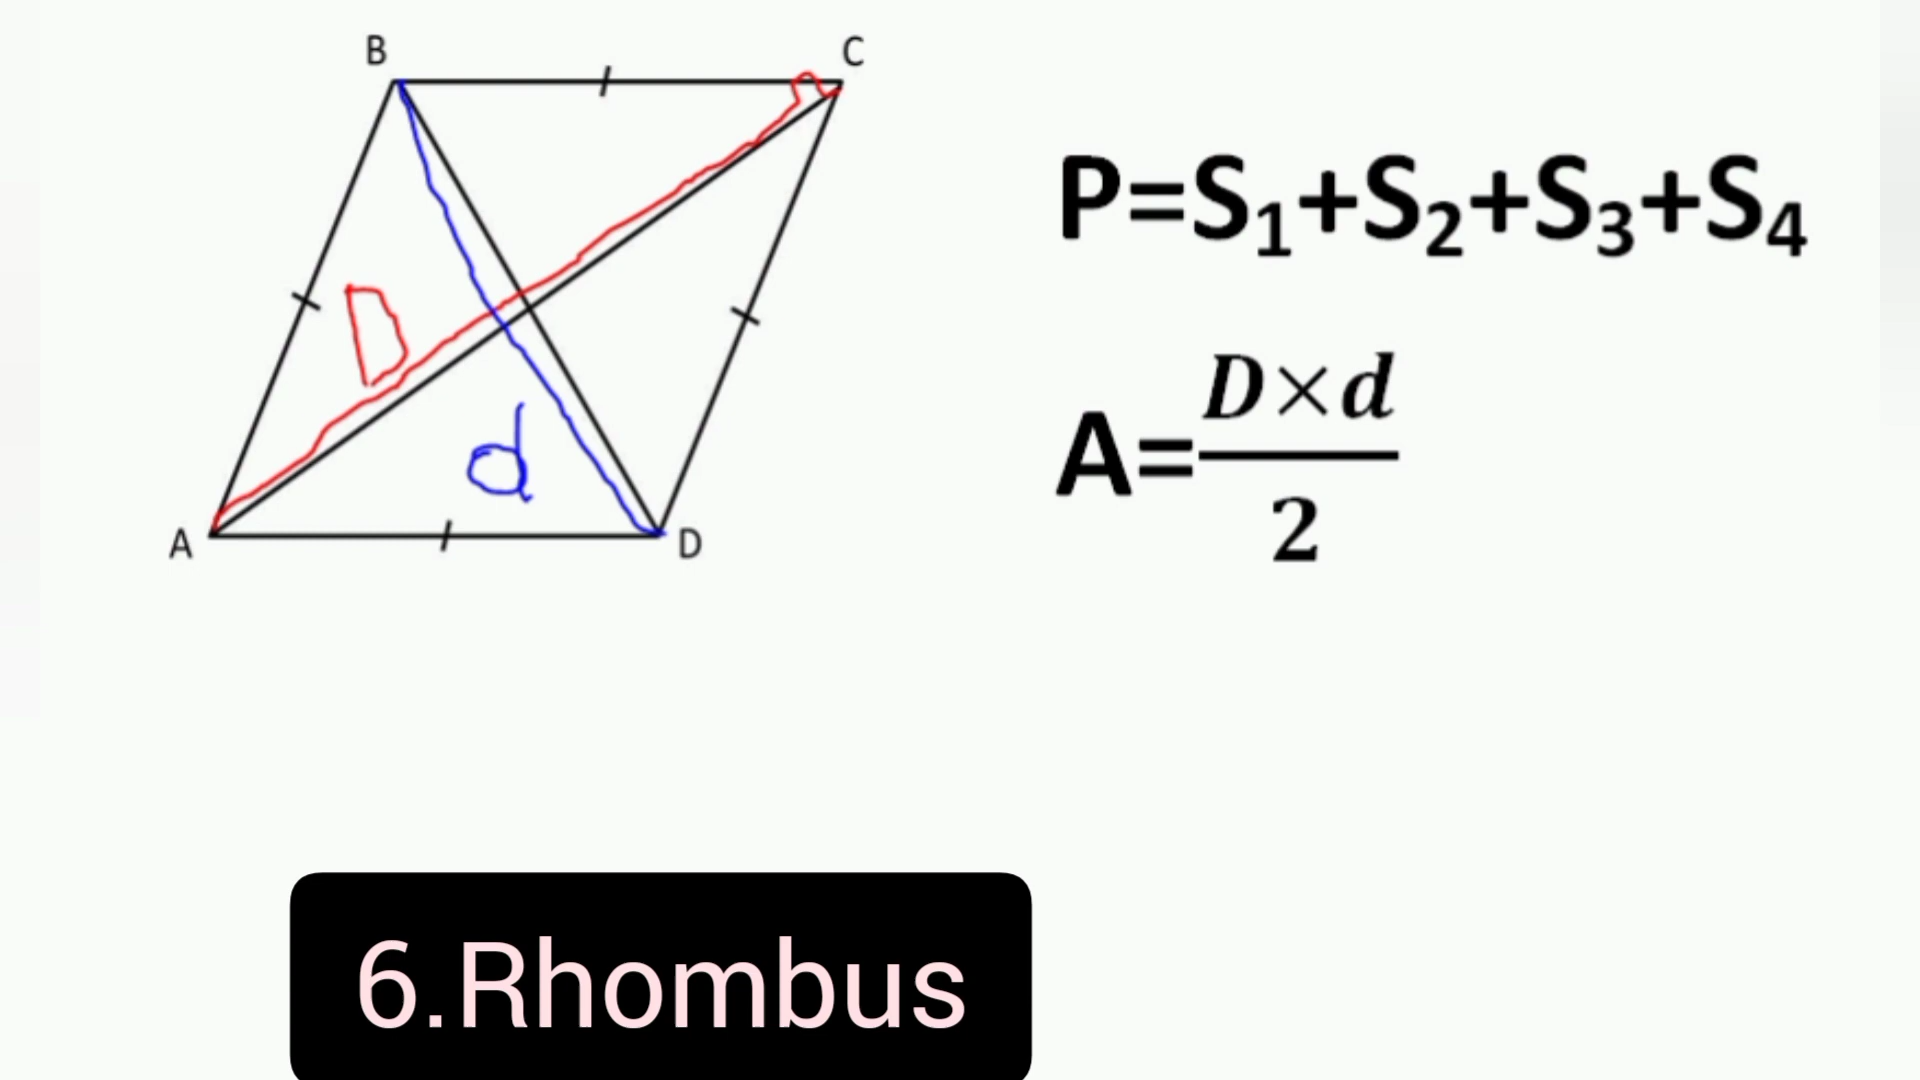 B
C
P=S₁+S₂+S₃+S₄
D
A=D×d/2
d
A
D
6.Rhombus